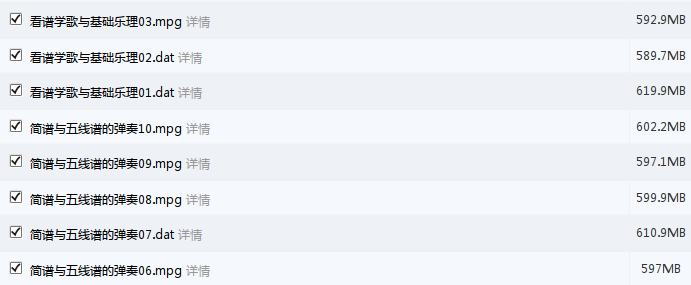 看谱学歌与基础乐理03.mpg 详情 592.9MB
看谱学歌与基础乐理02.dat 详情 589.7MB
看谱学歌与基础乐理01.dat 详情 619.9MB
简谱与五线谱的弹奏10.mpg 详情 602.2MB
简谱与五线谱的弹奏09.mpg 详情 597.1MB
简谱与五线谱的弹奏08.mpg 详情 599.9MB
简谱与五线谱的弹奏07.dat 详情 610.9MB
简谱与五线谱的弹奏06.mpg 详情 597MB